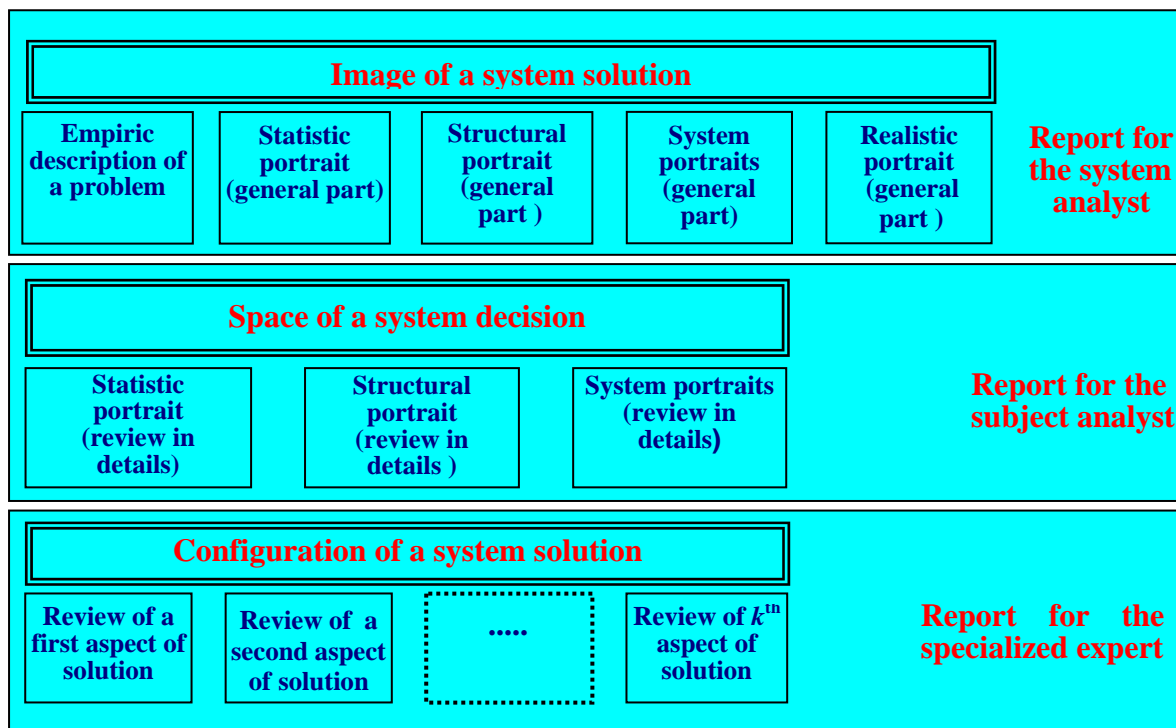 Image of a system solution
Empiric
description of
a problem
Statistic
portrait
(general part)
Structural
portrait
(general
part )
System
portraits
(general
part)
Realistic
portrait
(general
part )
Report for
the system
analyst
Space of a system decision
Statistic
portrait
(review in
details)
Structural
portrait
(review in
details )
System portraits
(review in
details)
Report for the
subject analyst
Configuration of a system solution
Review of a
first aspect of
solution
Review of a
second aspect
of solution
.....
Review of kth
aspect of
solution
Report for the
specialized expert